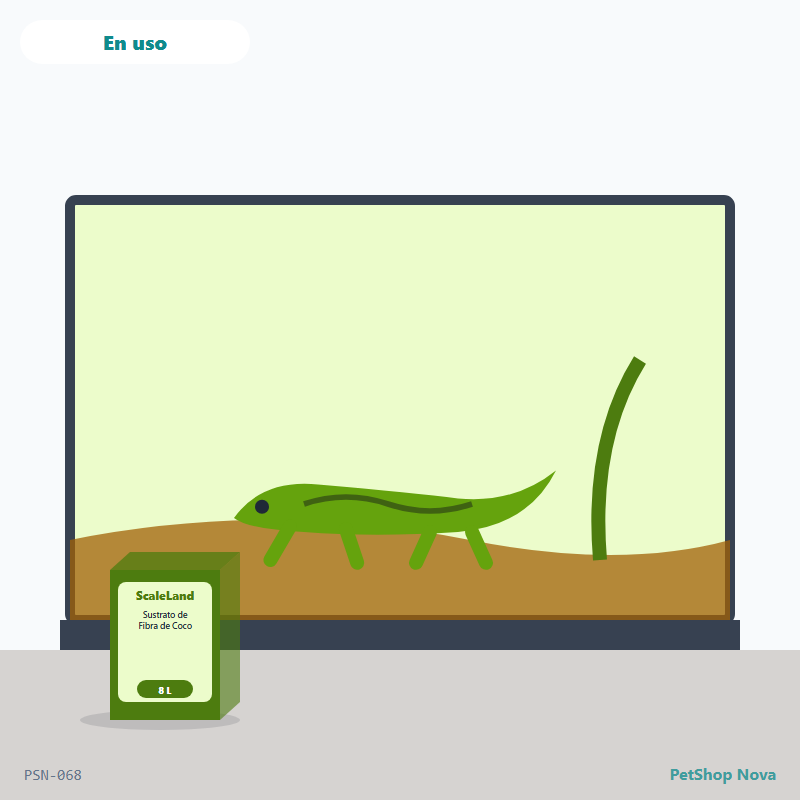 En uso
ScaleLand
Sustrato de
Fibra de Coco
8 L
PSN-068
PetShop Nova